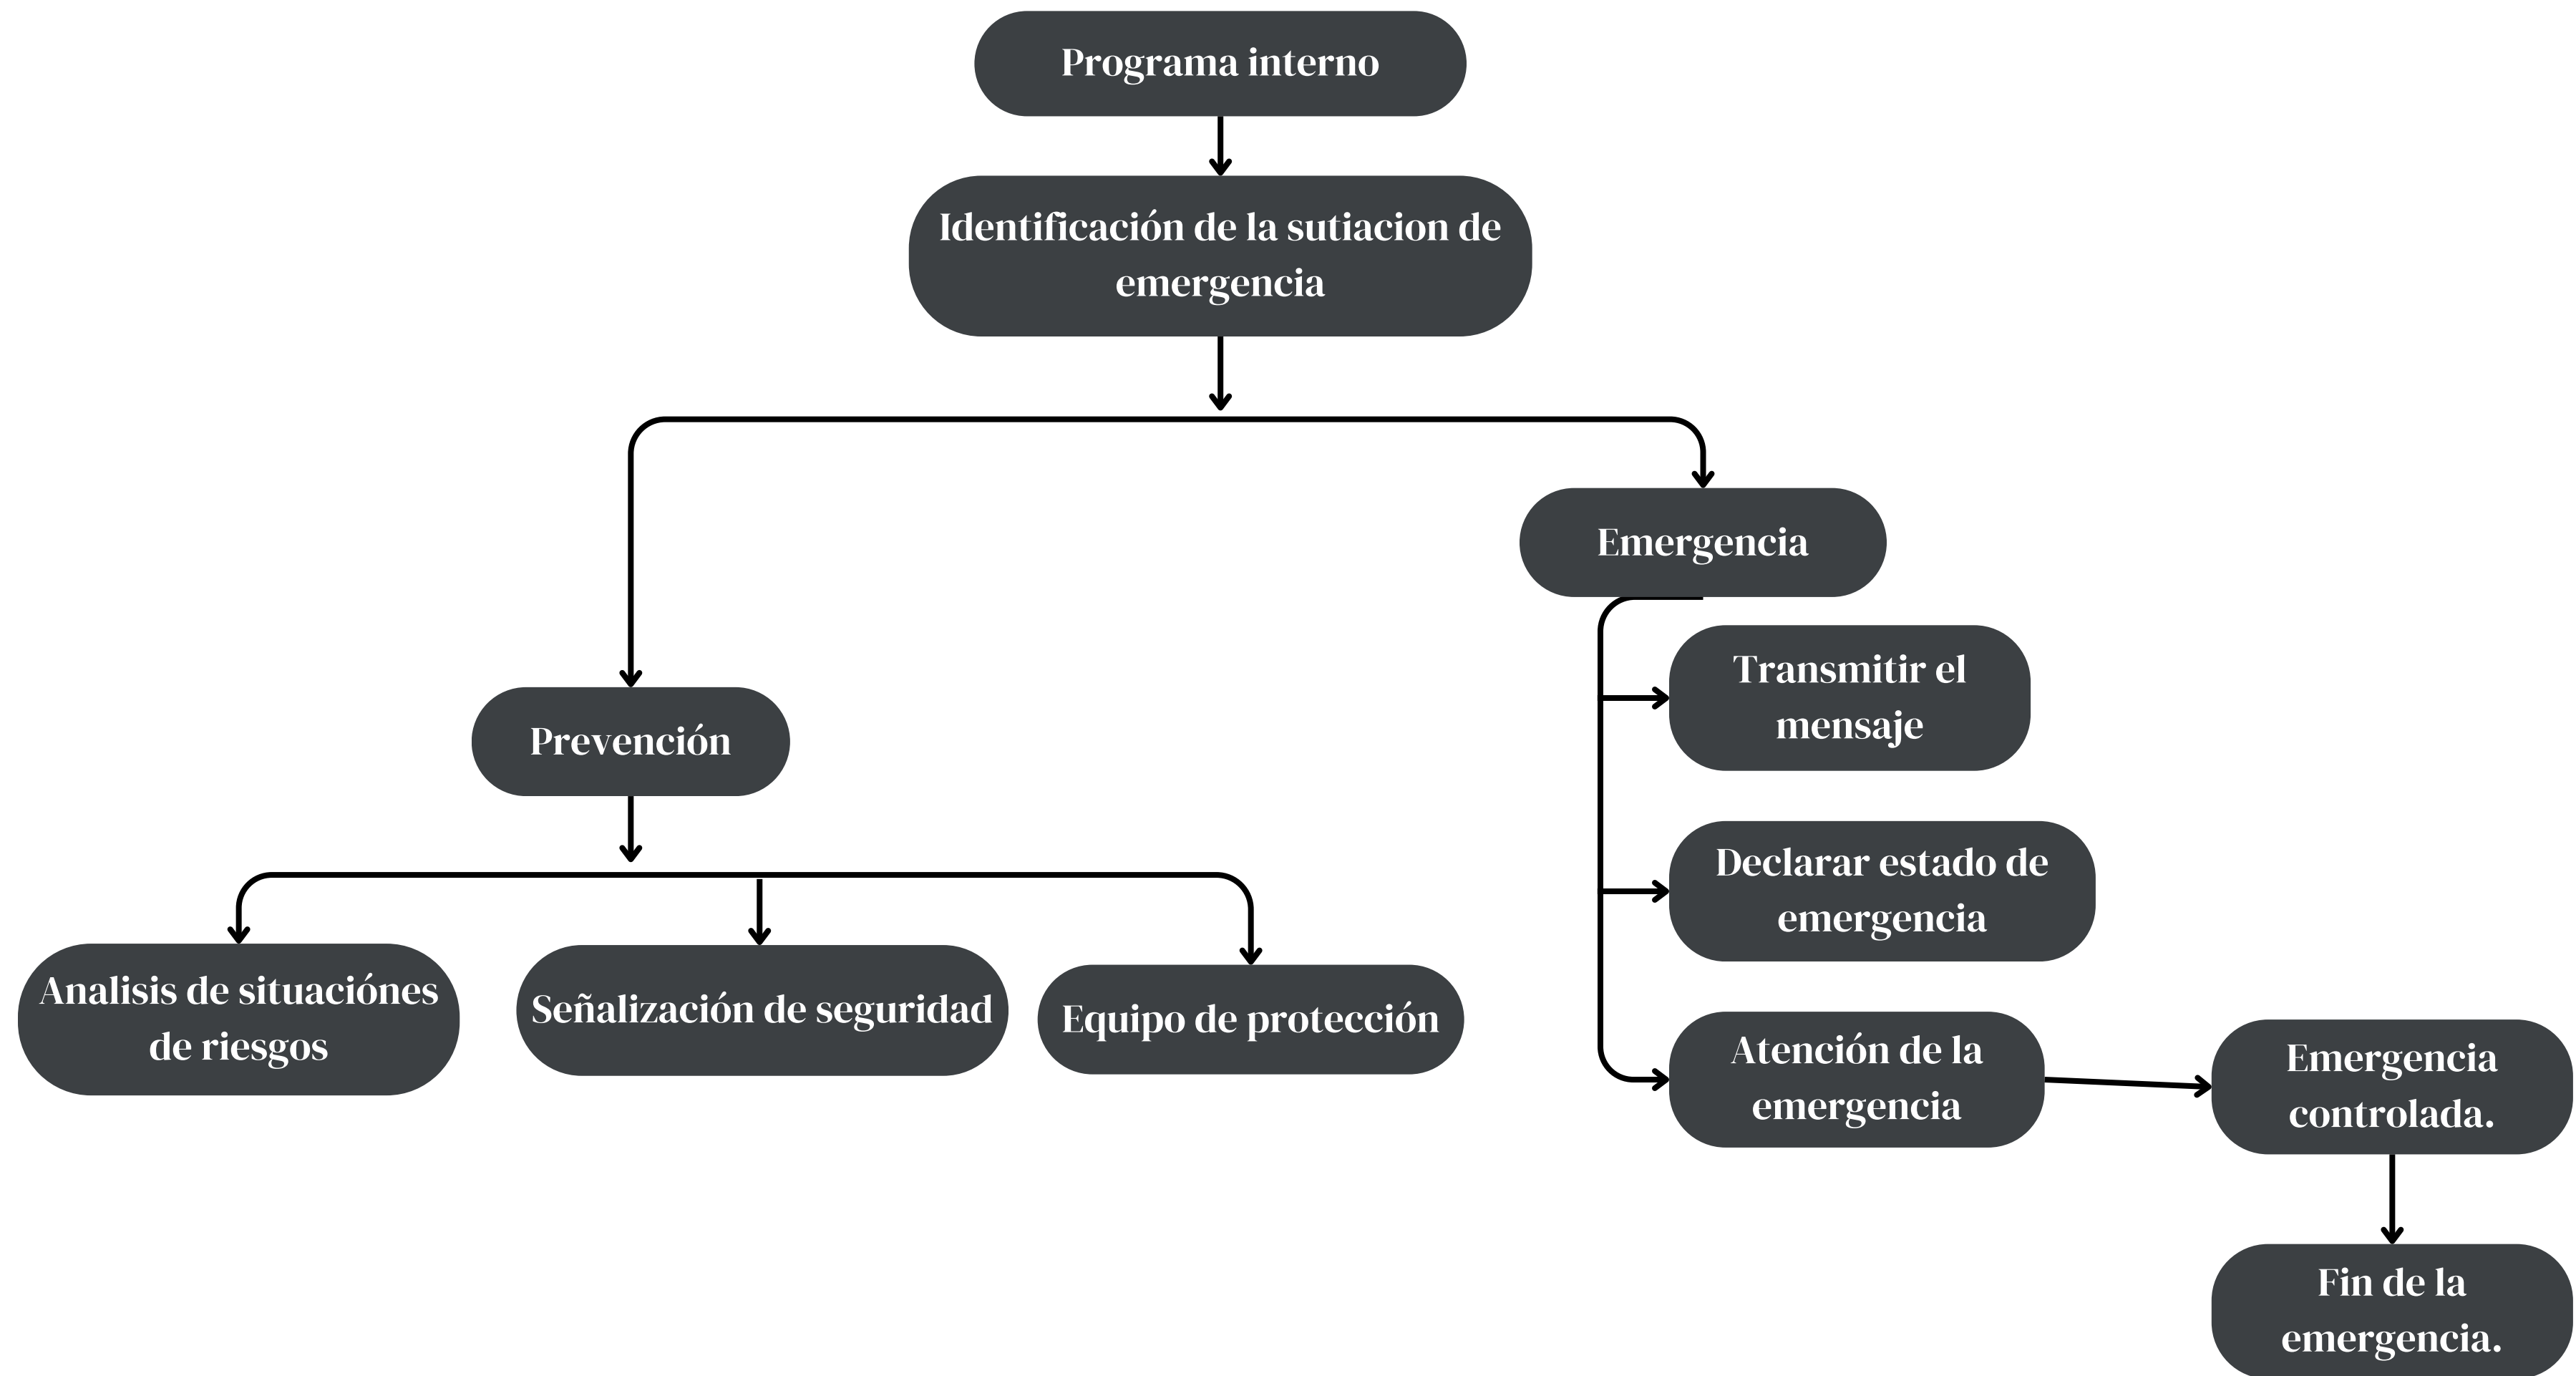 Programa interno
Identificación de la sutiacion de
emergencia
Emergencia
Transmitir el
mensaje
Prevención
Declarar estado de
emergencia
Analisis de situaciónes
de riesgos
Señalización de seguridad
Equipo de protección
Atención de la
emergencia
Emergencia
controlada.
Fin de la
emergencia.